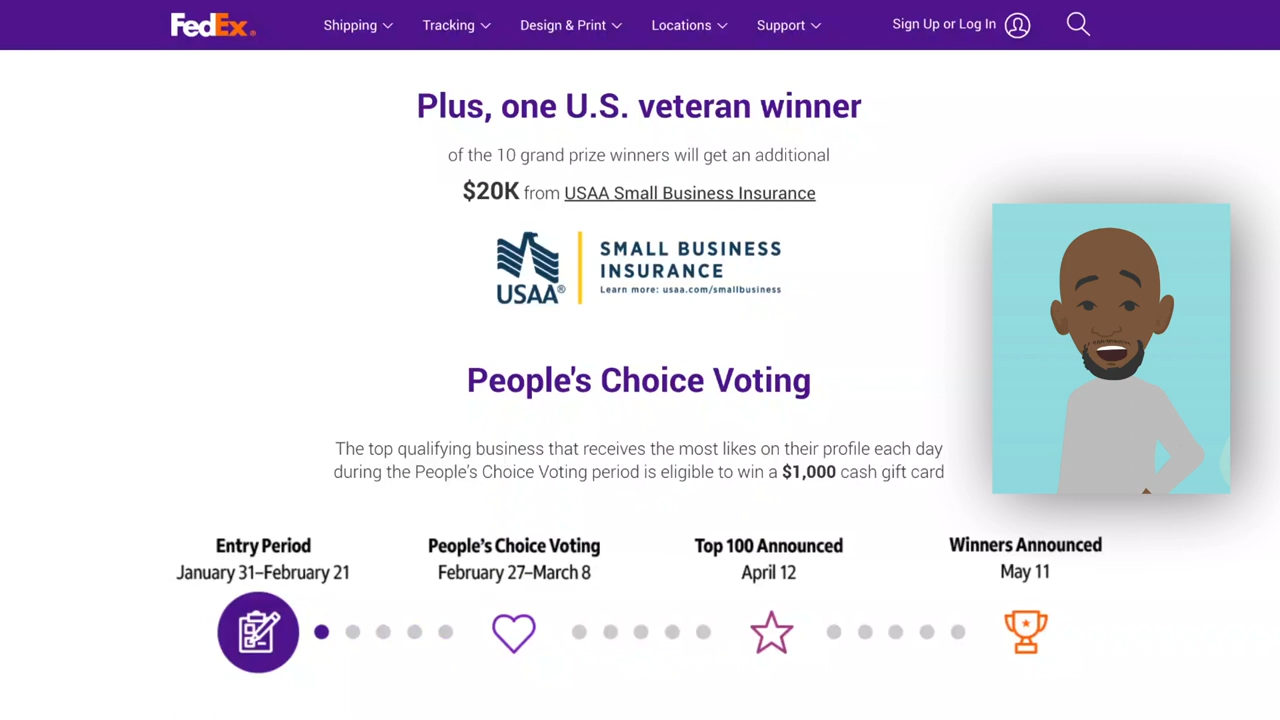 FedEx®
Shipping
Tracking
Design & Print
Locations
Support
Sign Up or Log In
Plus, one U.S. veteran winner
of the 10 grand prize winners will get an additional
$20K from USAA Small Business Insurance
USAA®
SMALL BUSINESS
INSURANCE
Learn more: usaa.com/smallbusiness
People's Choice Voting
The top qualifying business that receives the most likes on their profile each day
during the People's Choice Voting period is eligible to win a $1,000 cash gift card
Entry Period
January 31–February 21
People's Choice Voting
February 27–March 8
Top 100 Announced
April 12
Winners Announced
May 11